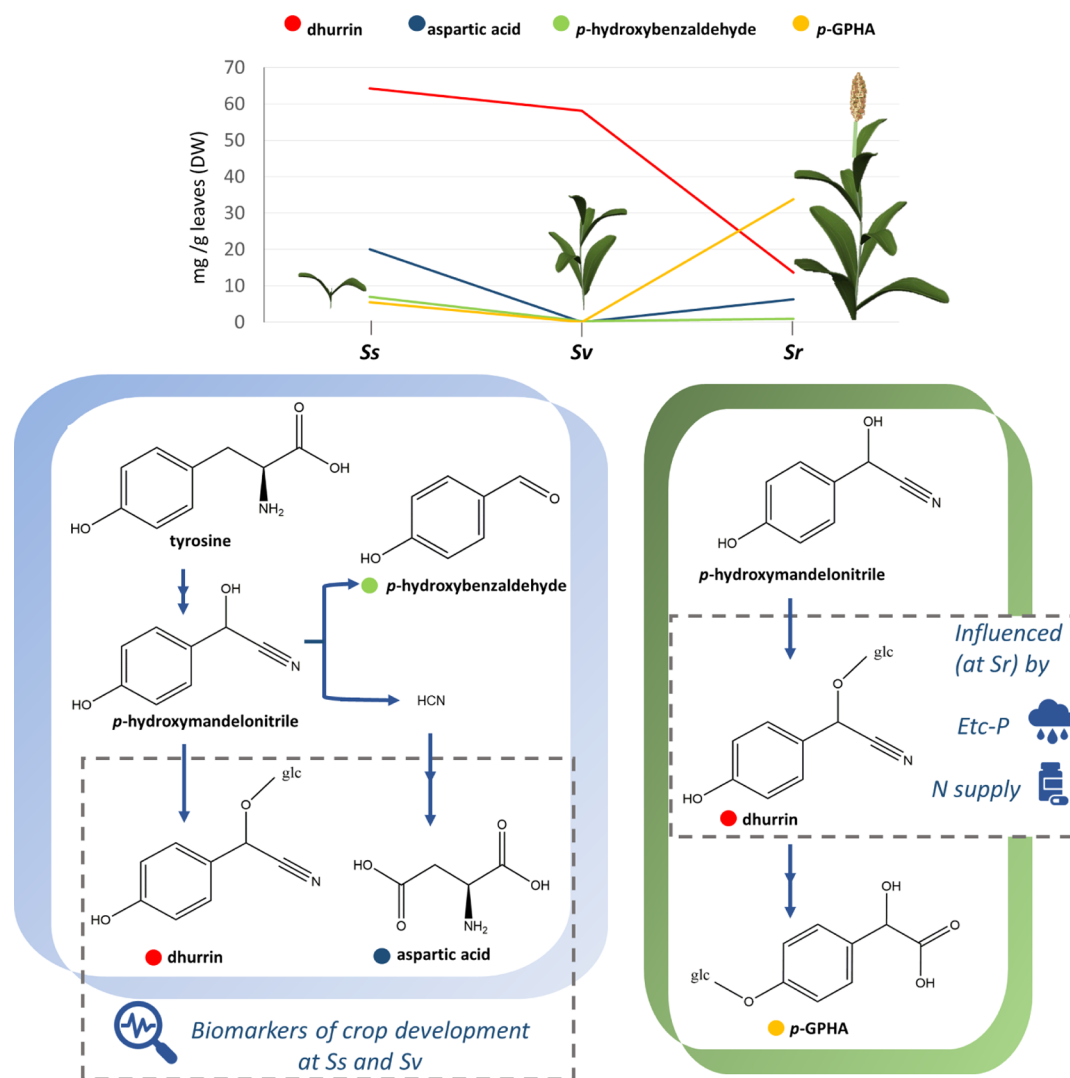 dhurrin
aspartic acid
p-hydroxybenzaldehyde
p-GPHA
mg /g leaves (DW)
70
60
50
40
30
20
10
0
Ss
Sv
Sr
O
OH
NH₂
HO
tyrosine
O
HO
p-hydroxybenzaldehyde
OH
N
HO
p-hydroxymandelonitrile
HCN
glc
O
N
HO
dhurrin
O
HO
OH
O
NH₂
aspartic acid
Biomarkers of crop development
at Ss and Sv
OH
N
HO
p-hydroxymandelonitrile
Influenced
(at Sr) by
Etc-P
N supply
glc
O
N
HO
dhurrin
OH
O
OH
glc
O
p-GPHA